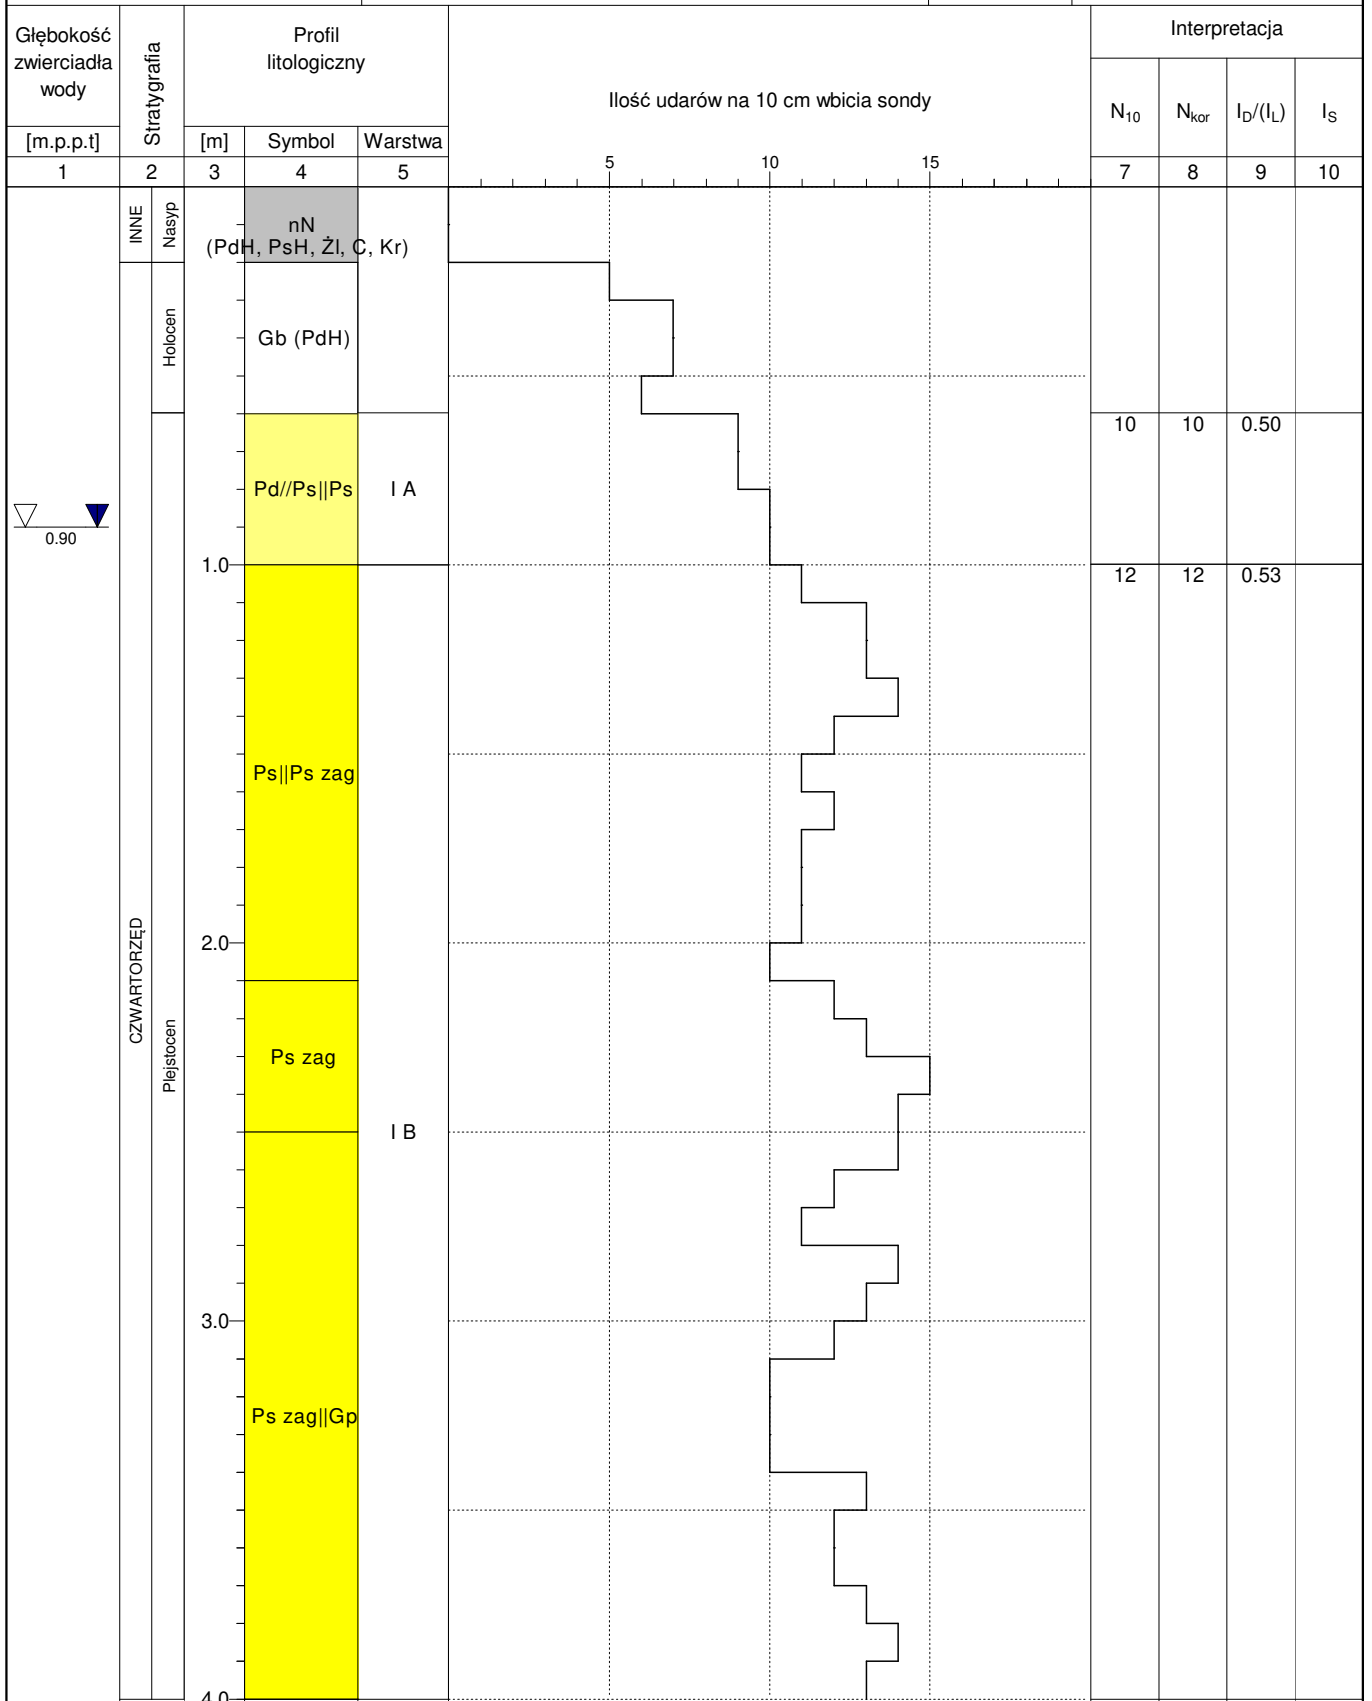 Głębokość
zwierciadła
wody
[m.p.p.t]
1
Stratygrafia
2
Profil
litologiczny
[m]
Symbol
Warstwa
3
4
5
Ilość udarów na 10 cm wbicia sondy
5
10
15
Interpretacja
N10
Nkor
ID/(IL)
IS
7
8
9
10
INNE
Nasyp
nN
(PdH, PsH, Żl, C, Kr)
Holocen
Gb (PdH)
10
10
0.50
Pd//Ps||Ps
I A
0.90
1.0
12
12
0.53
Ps||Ps zag
CZWARTORZĘD
2.0
Plejstocen
Ps zag
I B
3.0
Ps zag||Gp
4.0